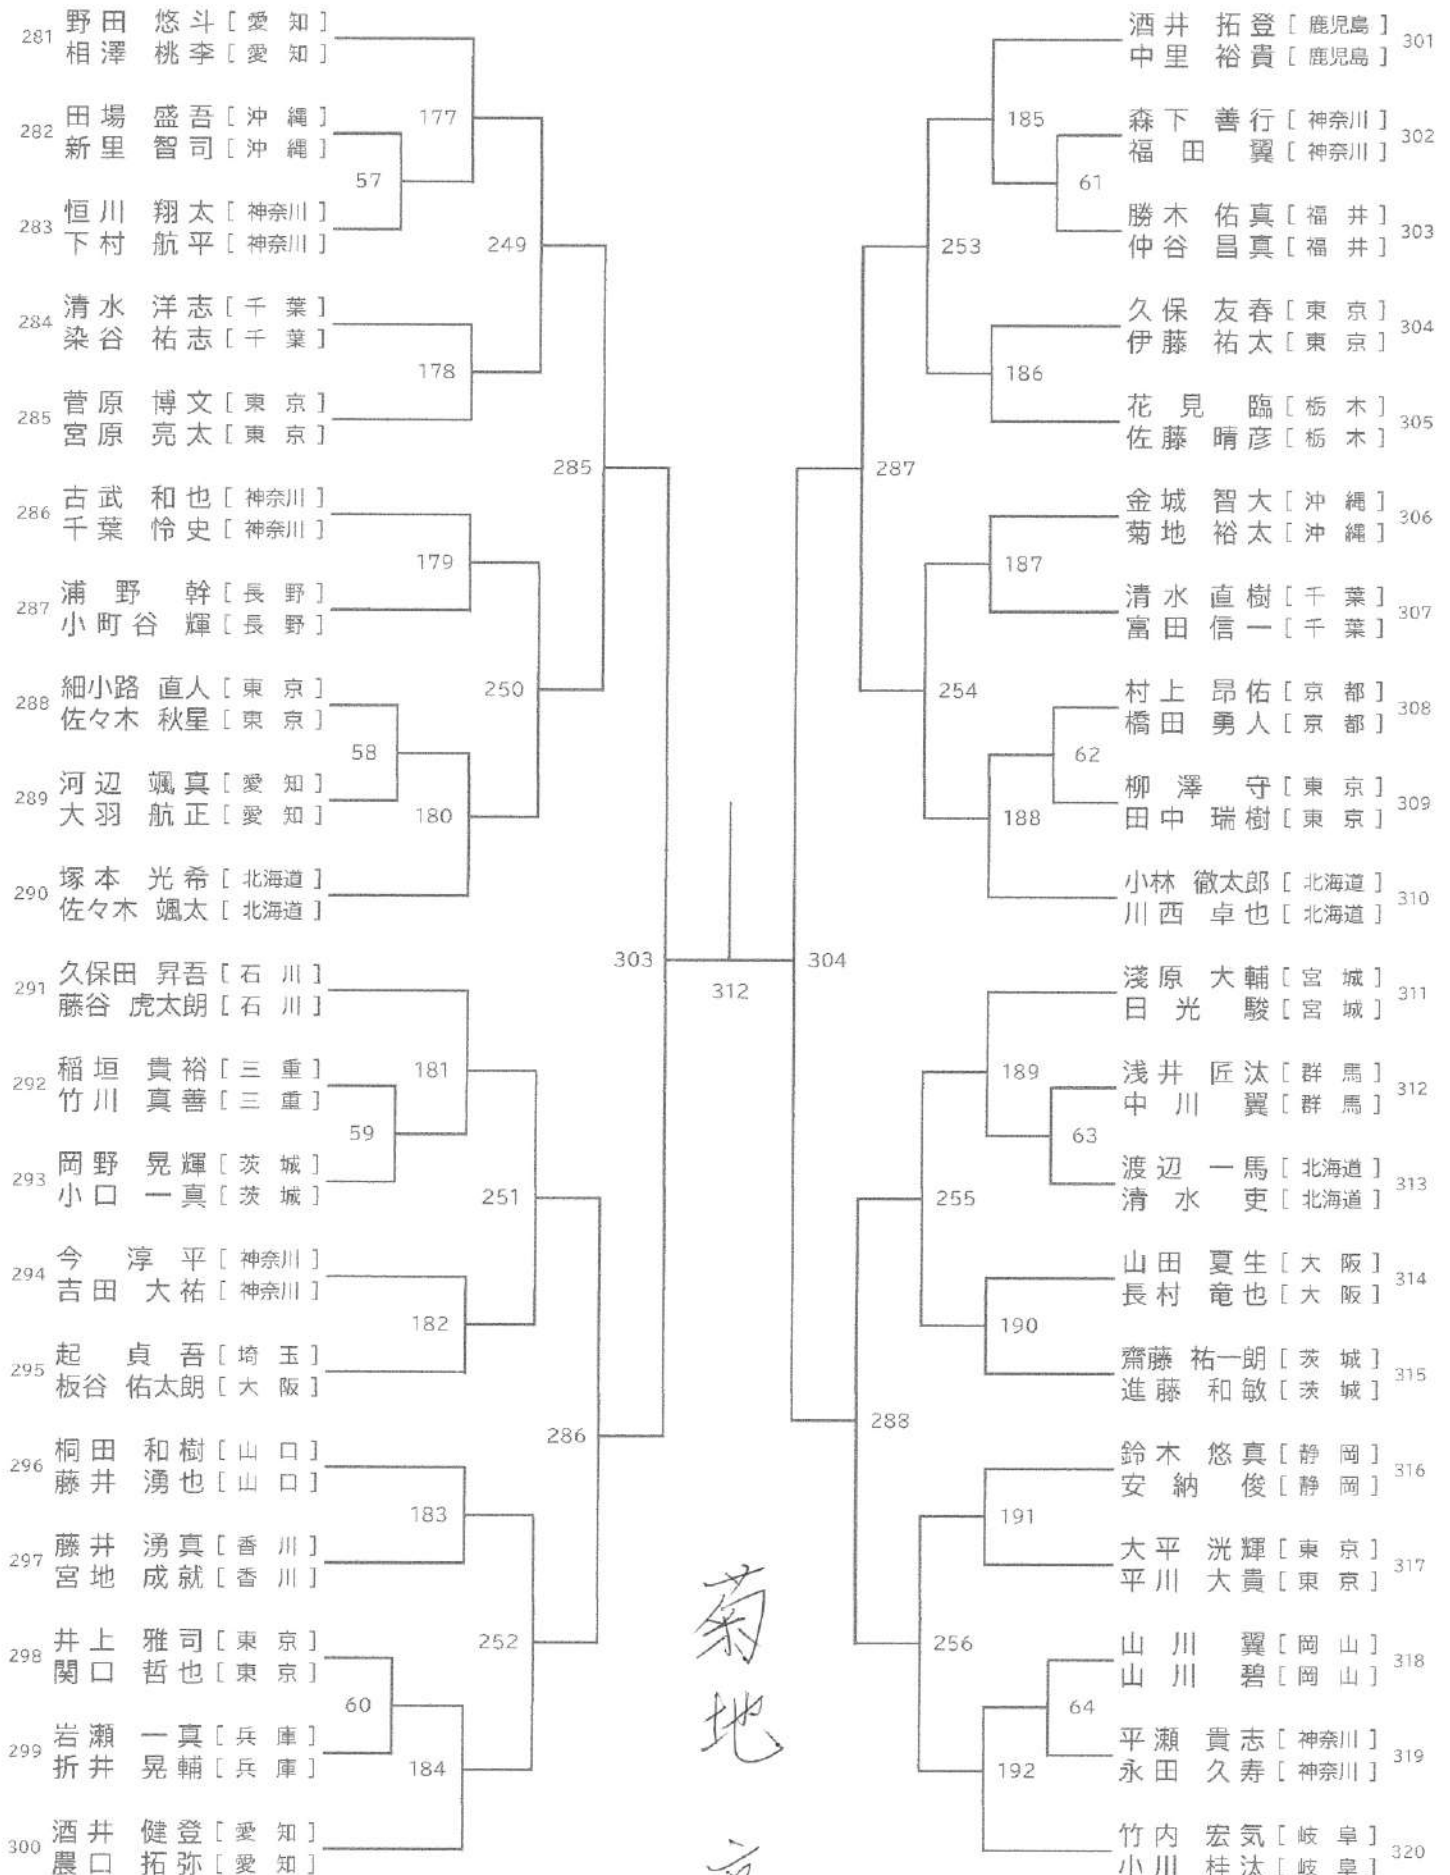 281 野田 悠斗 [ 愛 知 ]
相澤 桃李 [ 愛 知 ]
282 田場 盛吾 [ 沖 縄 ]
新里 智司 [ 沖 縄 ]
283 恒川 翔太 [ 神奈川 ]
下村 航平 [ 神奈川 ]
284 清水 洋志 [ 千 葉 ]
染谷 祐志 [ 千 葉 ]
285 菅原 博文 [ 東 京 ]
宮原 亮太 [ 東 京 ]
286 古武 和也 [ 神奈川 ]
千葉 怜史 [ 神奈川 ]
287 浦野 幹 [ 長 野 ]
小町谷 輝 [ 長 野 ]
288 細小路 直人 [ 東 京 ]
佐々木 秋星 [ 東 京 ]
289 河辺 颯真 [ 愛 知 ]
大羽 航正 [ 愛 知 ]
290 塚本 光希 [ 北海道 ]
佐々木 颯太 [ 北海道 ]
291 久保田 昇吾 [ 石 川 ]
藤谷 虎太朗 [ 石 川 ]
292 稲垣 貴裕 [ 三 重 ]
竹川 真善 [ 三 重 ]
293 岡野 晃輝 [ 茨 城 ]
小口 一真 [ 茨 城 ]
294 今 淳平 [ 神奈川 ]
吉田 大祐 [ 神奈川 ]
295 起 貞吾 [ 埼 玉 ]
板谷 佑太朗 [ 大 阪 ]
296 桐田 和樹 [ 山 口 ]
藤井 湧也 [ 山 口 ]
297 藤井 湧真 [ 香 川 ]
宮地 成就 [ 香 川 ]
298 井上 雅司 [ 東 京 ]
関口 哲也 [ 東 京 ]
299 岩瀬 一真 [ 兵 庫 ]
折井 晃輔 [ 兵 庫 ]
300 酒井 健登 [ 愛 知 ]
農口 拓弥 [ 愛 知 ]
177
57
249
178
285
179
250
58
180
303
181
59
251
182
286
183
252
60
184
312
菊地
304
185
61
253
186
287
187
254
62
188
189
63
255
190
288
191
256
64
192
酒井 拓登 [ 鹿児島 ] 301
中里 裕貴 [ 鹿児島 ]
森下 善行 [ 神奈川 ] 302
福田 翼 [ 神奈川 ]
勝木 佑真 [ 福 井 ] 303
仲谷 昌真 [ 福 井 ]
久保 友春 [ 東 京 ] 304
伊藤 祐太 [ 東 京 ]
花見 臨 [ 栃 木 ] 305
佐藤 晴彦 [ 栃 木 ]
金城 智大 [ 沖 縄 ] 306
菊地 裕太 [ 沖 縄 ]
清水 直樹 [ 千 葉 ] 307
富田 信一 [ 千 葉 ]
村上 昂佑 [ 京 都 ] 308
橋田 勇人 [ 京 都 ]
柳澤 守 [ 東 京 ] 309
田中 瑞樹 [ 東 京 ]
小林 徹太郎 [ 北海道 ] 310
川西 卓也 [ 北海道 ]
淺原 大輔 [ 宮 城 ] 311
日光 駿 [ 宮 城 ]
浅井 匠汰 [ 群 馬 ] 312
中川 翼 [ 群 馬 ]
渡辺 一馬 [ 北海道 ] 313
清水 吏 [ 北海道 ]
山田 夏生 [ 大 阪 ] 314
長村 竜也 [ 大 阪 ]
齋藤 祐一朗 [ 茨 城 ] 315
進藤 和敏 [ 茨 城 ]
鈴木 悠真 [ 静 岡 ] 316
安納 俊 [ 静 岡 ]
大平 洸輝 [ 東 京 ] 317
平川 大貴 [ 東 京 ]
山川 翼 [ 岡 山 ] 318
山川 碧 [ 岡 山 ]
平瀬 貴志 [ 神奈川 ] 319
永田 久寿 [ 神奈川 ]
竹内 宏気 [ 岐 阜 ] 320
小川 桂汰 [ 岐 阜 ]